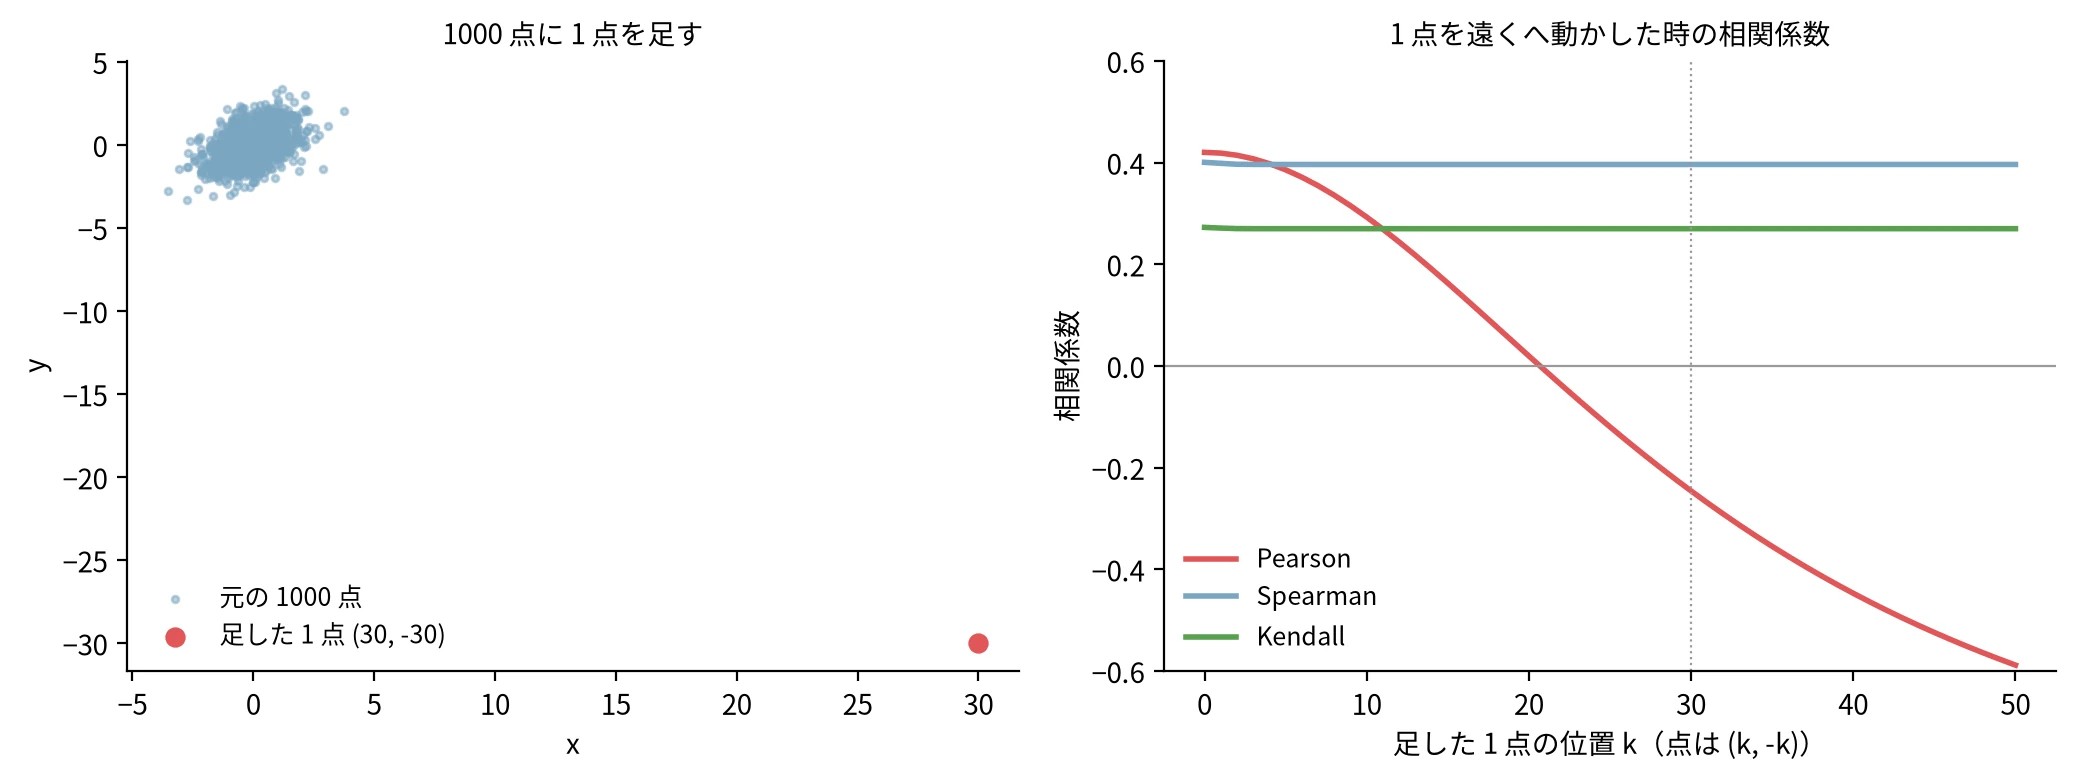 1000 点に 1 点を足す
5
0
−5
−10
−15
−20
−25
−30
y
元の 1000 点
足した 1 点 (30, -30)
−5
0
5
10
15
20
25
30
x
1 点を遠くへ動かした時の相関係数
0.6
0.4
0.2
0.0
−0.2
−0.4
−0.6
相関係数
Pearson
Spearman
Kendall
0
10
20
30
40
50
足した 1 点の位置 k（点は (k, -k)）